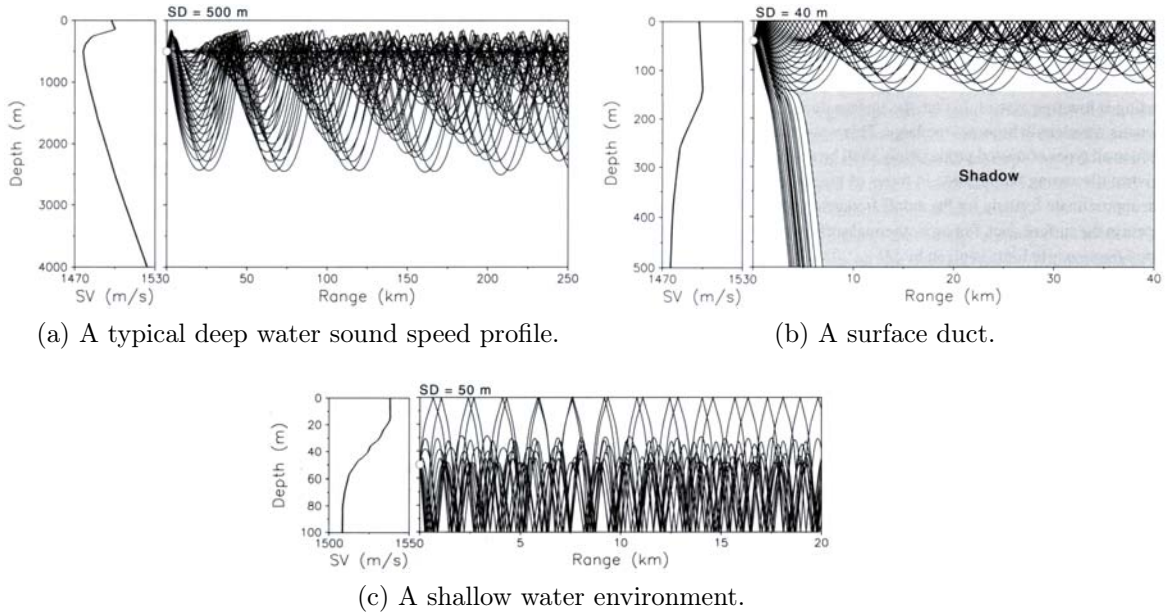 SD = 500 m
0
1000
2000
3000
4000
Depth (m)
1470 1530
SV (m/s)
0 50 100 150 200 250
Range (km)
(a) A typical deep water sound speed profile.
SD = 40 m
0
100
200
300
400
500
Depth (m)
Shadow
1470 1530
SV (m/s)
10 20 30 40
Range (km)
(b) A surface duct.
SD = 50 m
0
20
40
60
80
100
Depth (m)
1500 1550
SV (m/s)
5 10 15 20
Range (km)
(c) A shallow water environment.